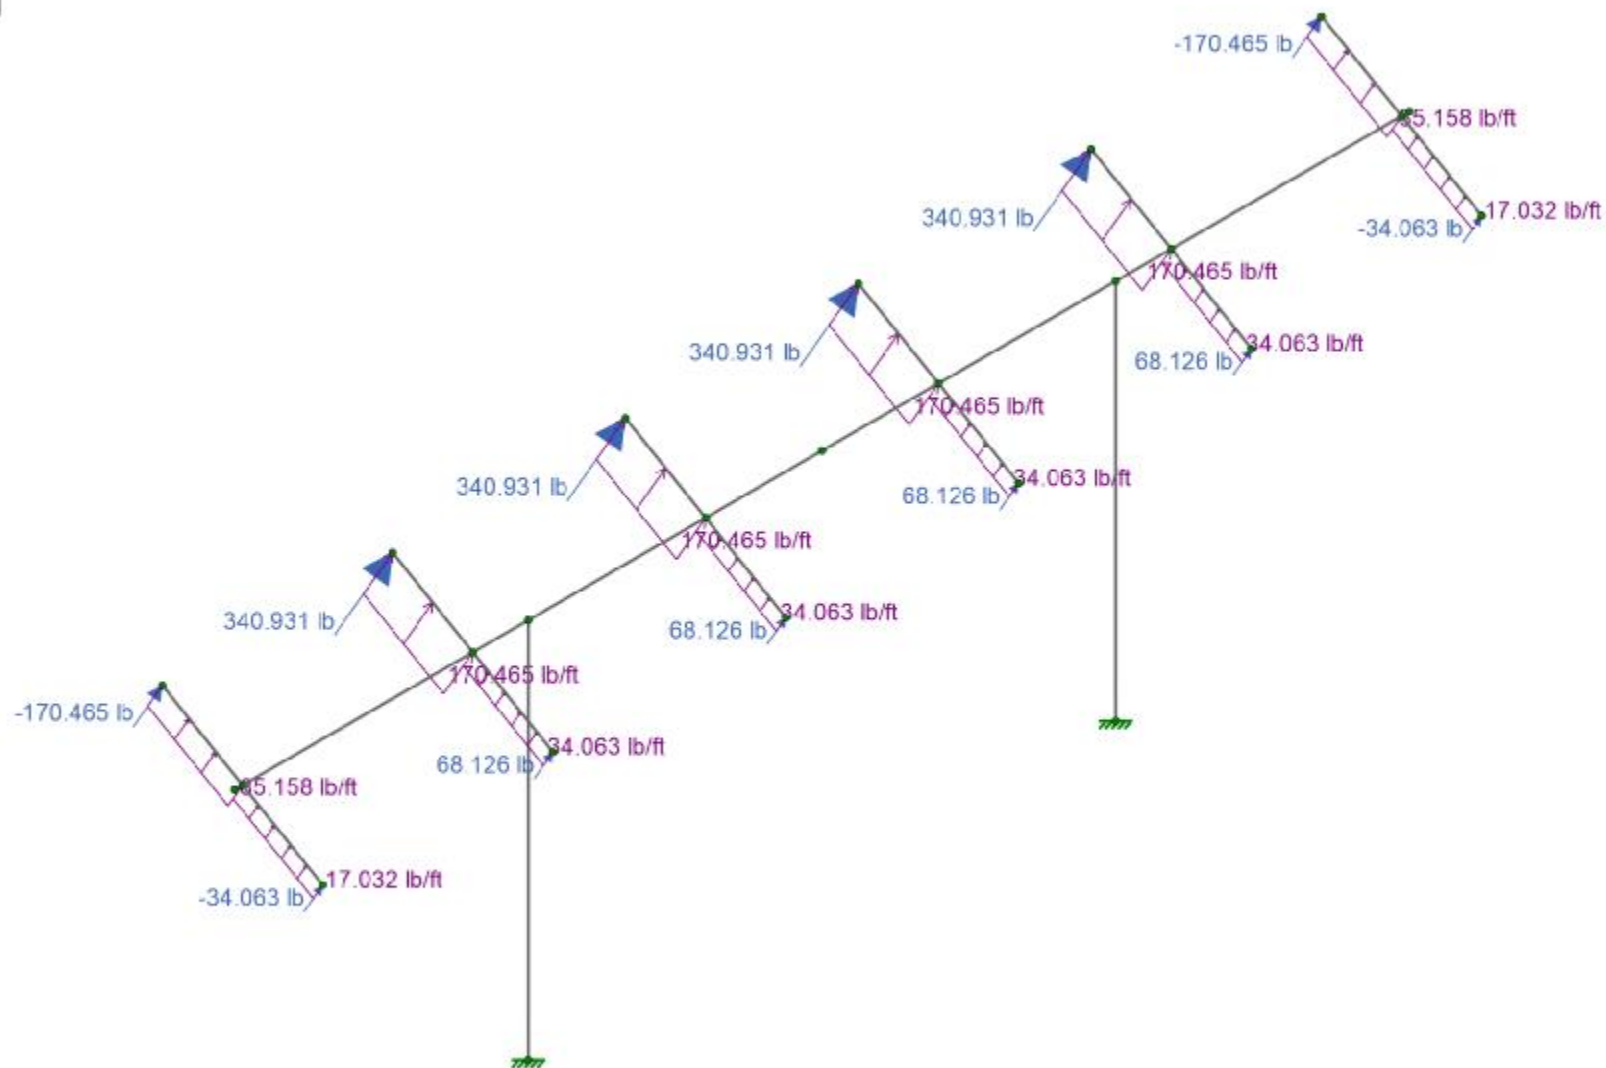 -170.465 lb
85.158 lb/ft
17.032 lb/ft
-34.063 lb
340.931 lb
170.465 lb/ft
34.063 lb/ft
68.126 lb
340.931 lb
170.465 lb/ft
34.063 lb/ft
68.126 lb
340.931 lb
170.465 lb/ft
34.063 lb/ft
68.126 lb
340.931 lb
170.465 lb/ft
34.063 lb/ft
68.126 lb
-170.465 lb
85.158 lb/ft
17.032 lb/ft
-34.063 lb